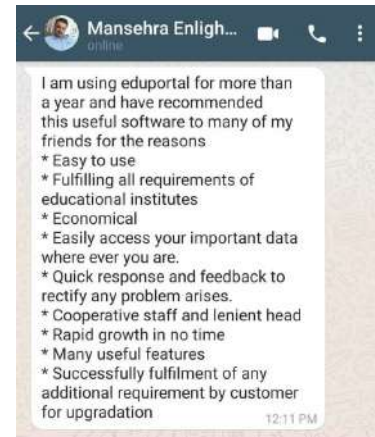 Mansehra Enligh...
online
I am using eduportal for more than
a year and have recommended
this useful software to many of my
friends for the reasons
* Easy to use
* Fulfilling all requirements of
educational institutes
* Economical
* Easily access your important data
where ever you are.
* Quick response and feedback to
rectify any problem arises.
* Cooperative staff and lenient head
* Rapid growth in no time
* Many useful features
* Successfully fulfilment of any
additional requirement by customer
for upgradation
12:11 PM